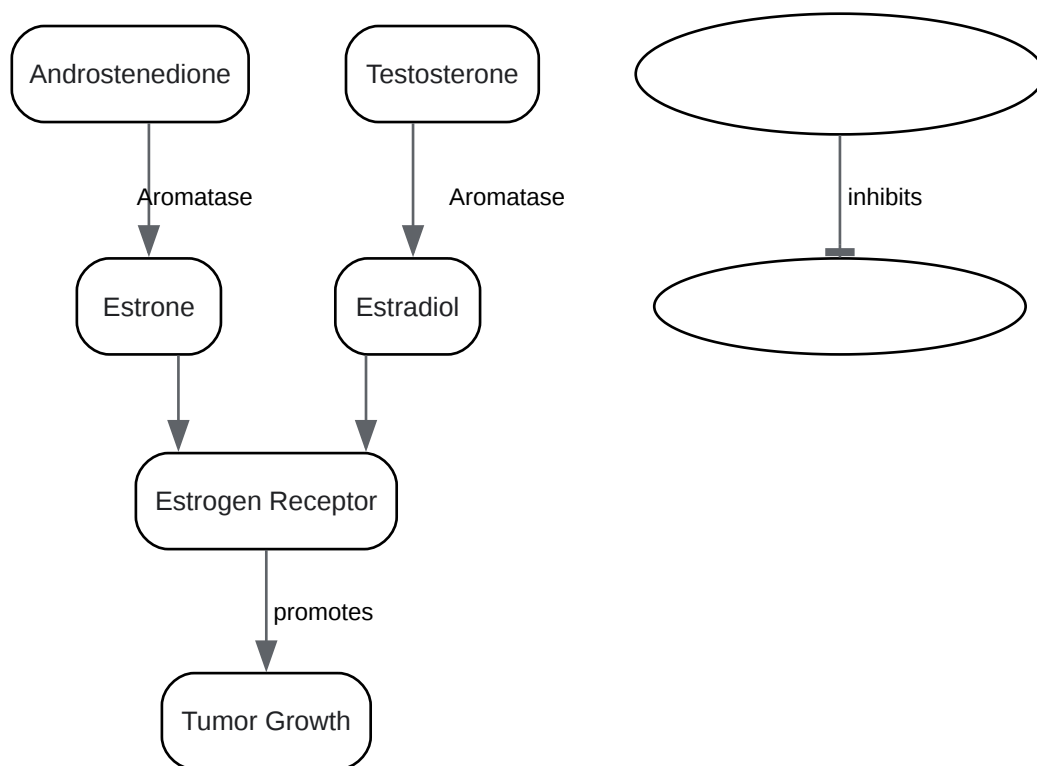 Androstenedione
Testosterone
Aromatase
Aromatase
inhibits
Estrone
Estradiol
Estrogen Receptor
promotes
Tumor Growth